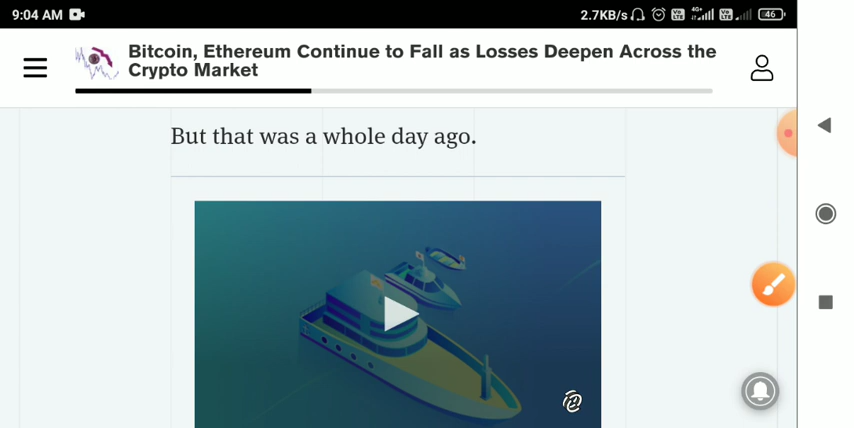 9:04 AM
2.7KB/s 4G+ 46
Bitcoin, Ethereum Continue to Fall as Losses Deepen Across the
Crypto Market
But that was a whole day ago.